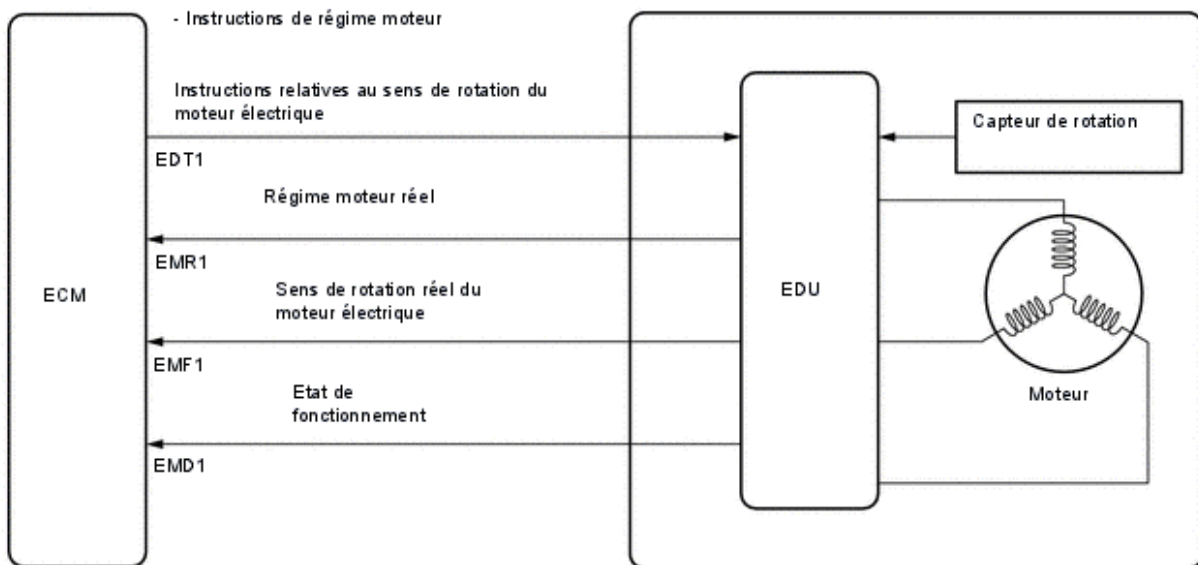 - Instructions de régime moteur
Instructions relatives au sens de rotation du
moteur électrique
EDT1
Régime moteur réel
EMR1
Sens de rotation réel du
moteur électrique
EMF1
Etat de
fonctionnement
EMD1
ECM
EDU
Capteur de rotation
Moteur